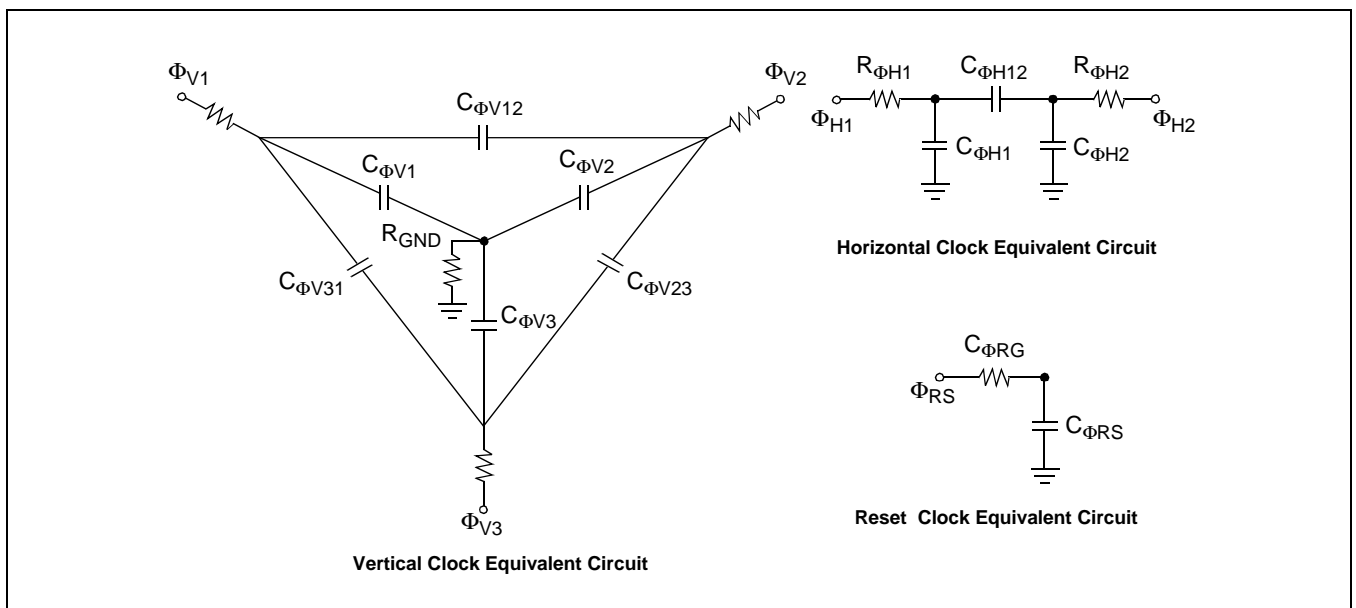 ΦV1
ΦV2
CΦV12
CΦV1
CΦV2
RGND
CΦV31
CΦV23
CΦV3
ΦV3
Vertical Clock Equivalent Circuit
RΦH1
CΦH12
RΦH2
ΦH1
ΦH2
CΦH1
CΦH2
Horizontal Clock Equivalent Circuit
CΦRG
ΦRS
CΦRS
Reset Clock Equivalent Circuit